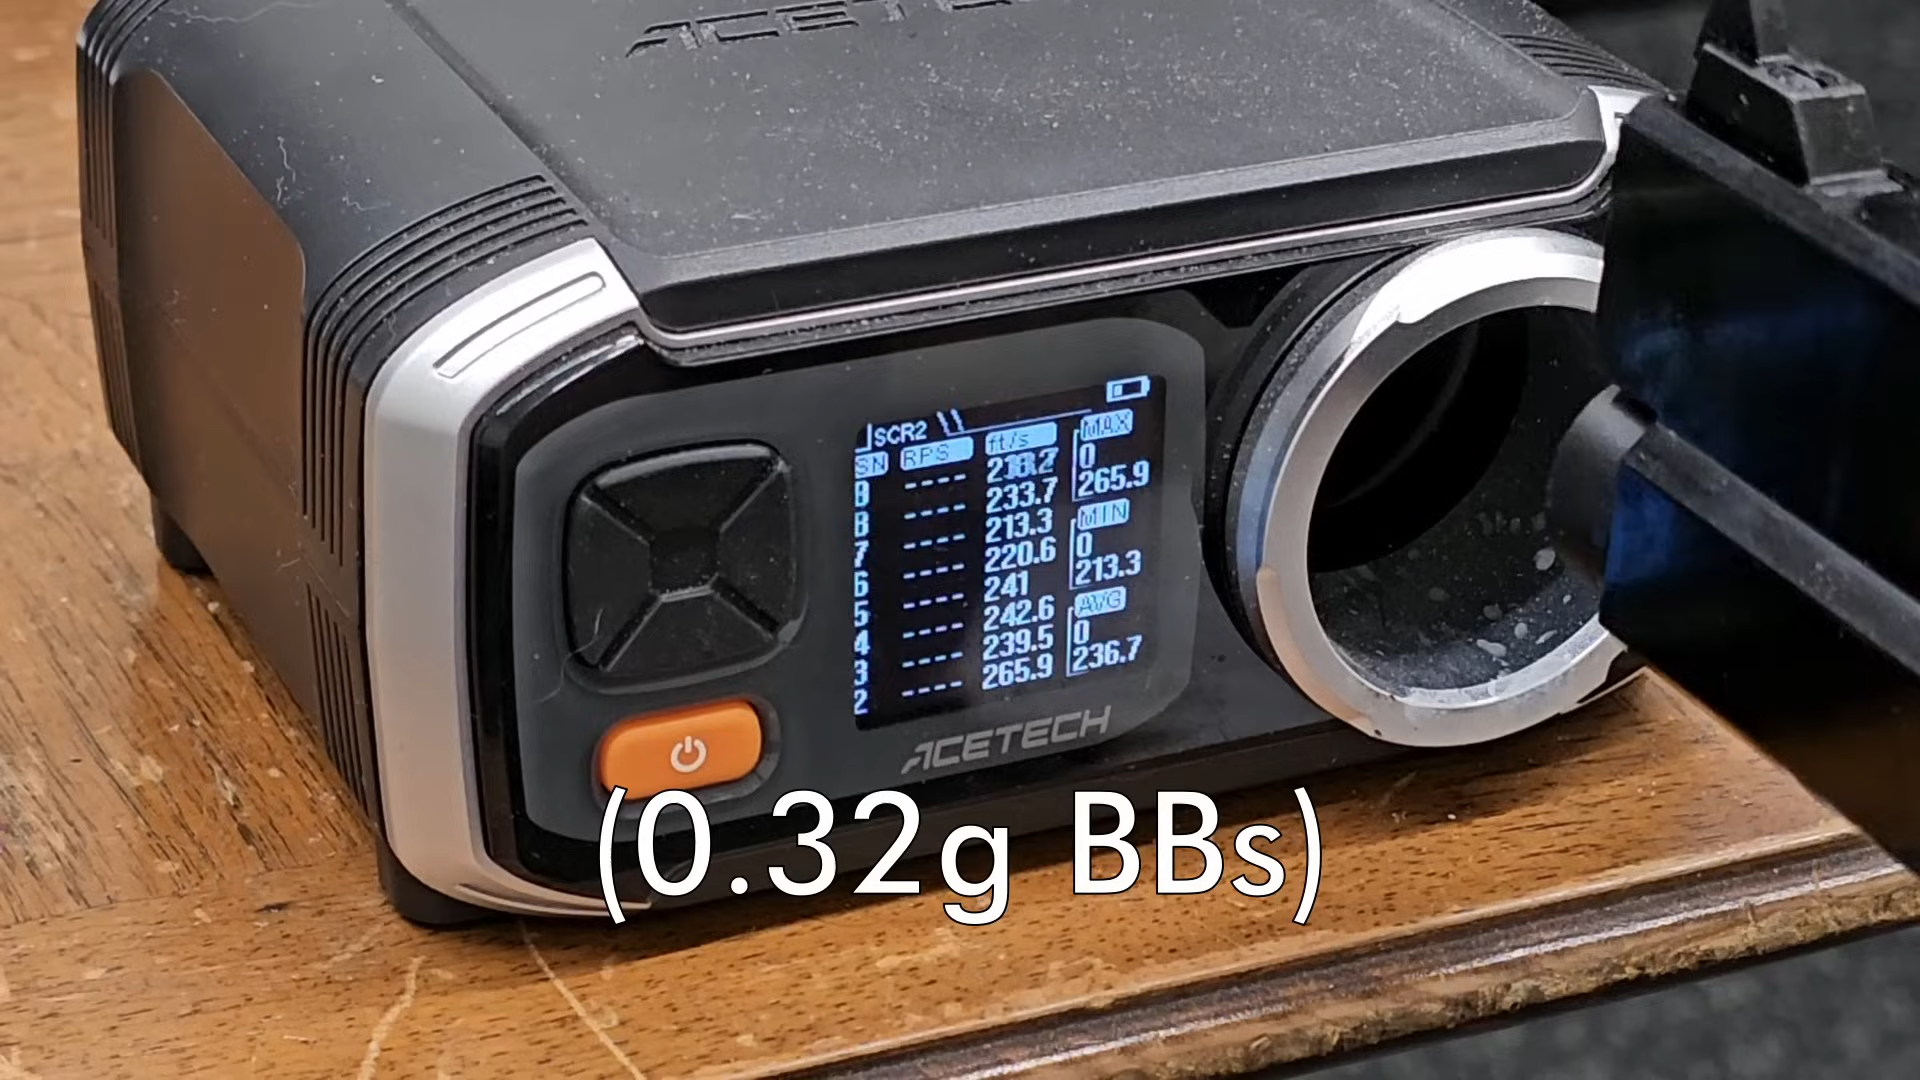 ACETECH
SCR2
SN RPS ft/s
9 ----
8 ---- 233.7
7 ---- 213.3
6 ---- 220.6
5 ---- 241
4 ---- 242.6
3 ---- 239.5
2 ---- 265.9
MAX
0
265.9
MIN
0
213.3
AVG
0
236.7
ACETECH
(0.32g BBs)